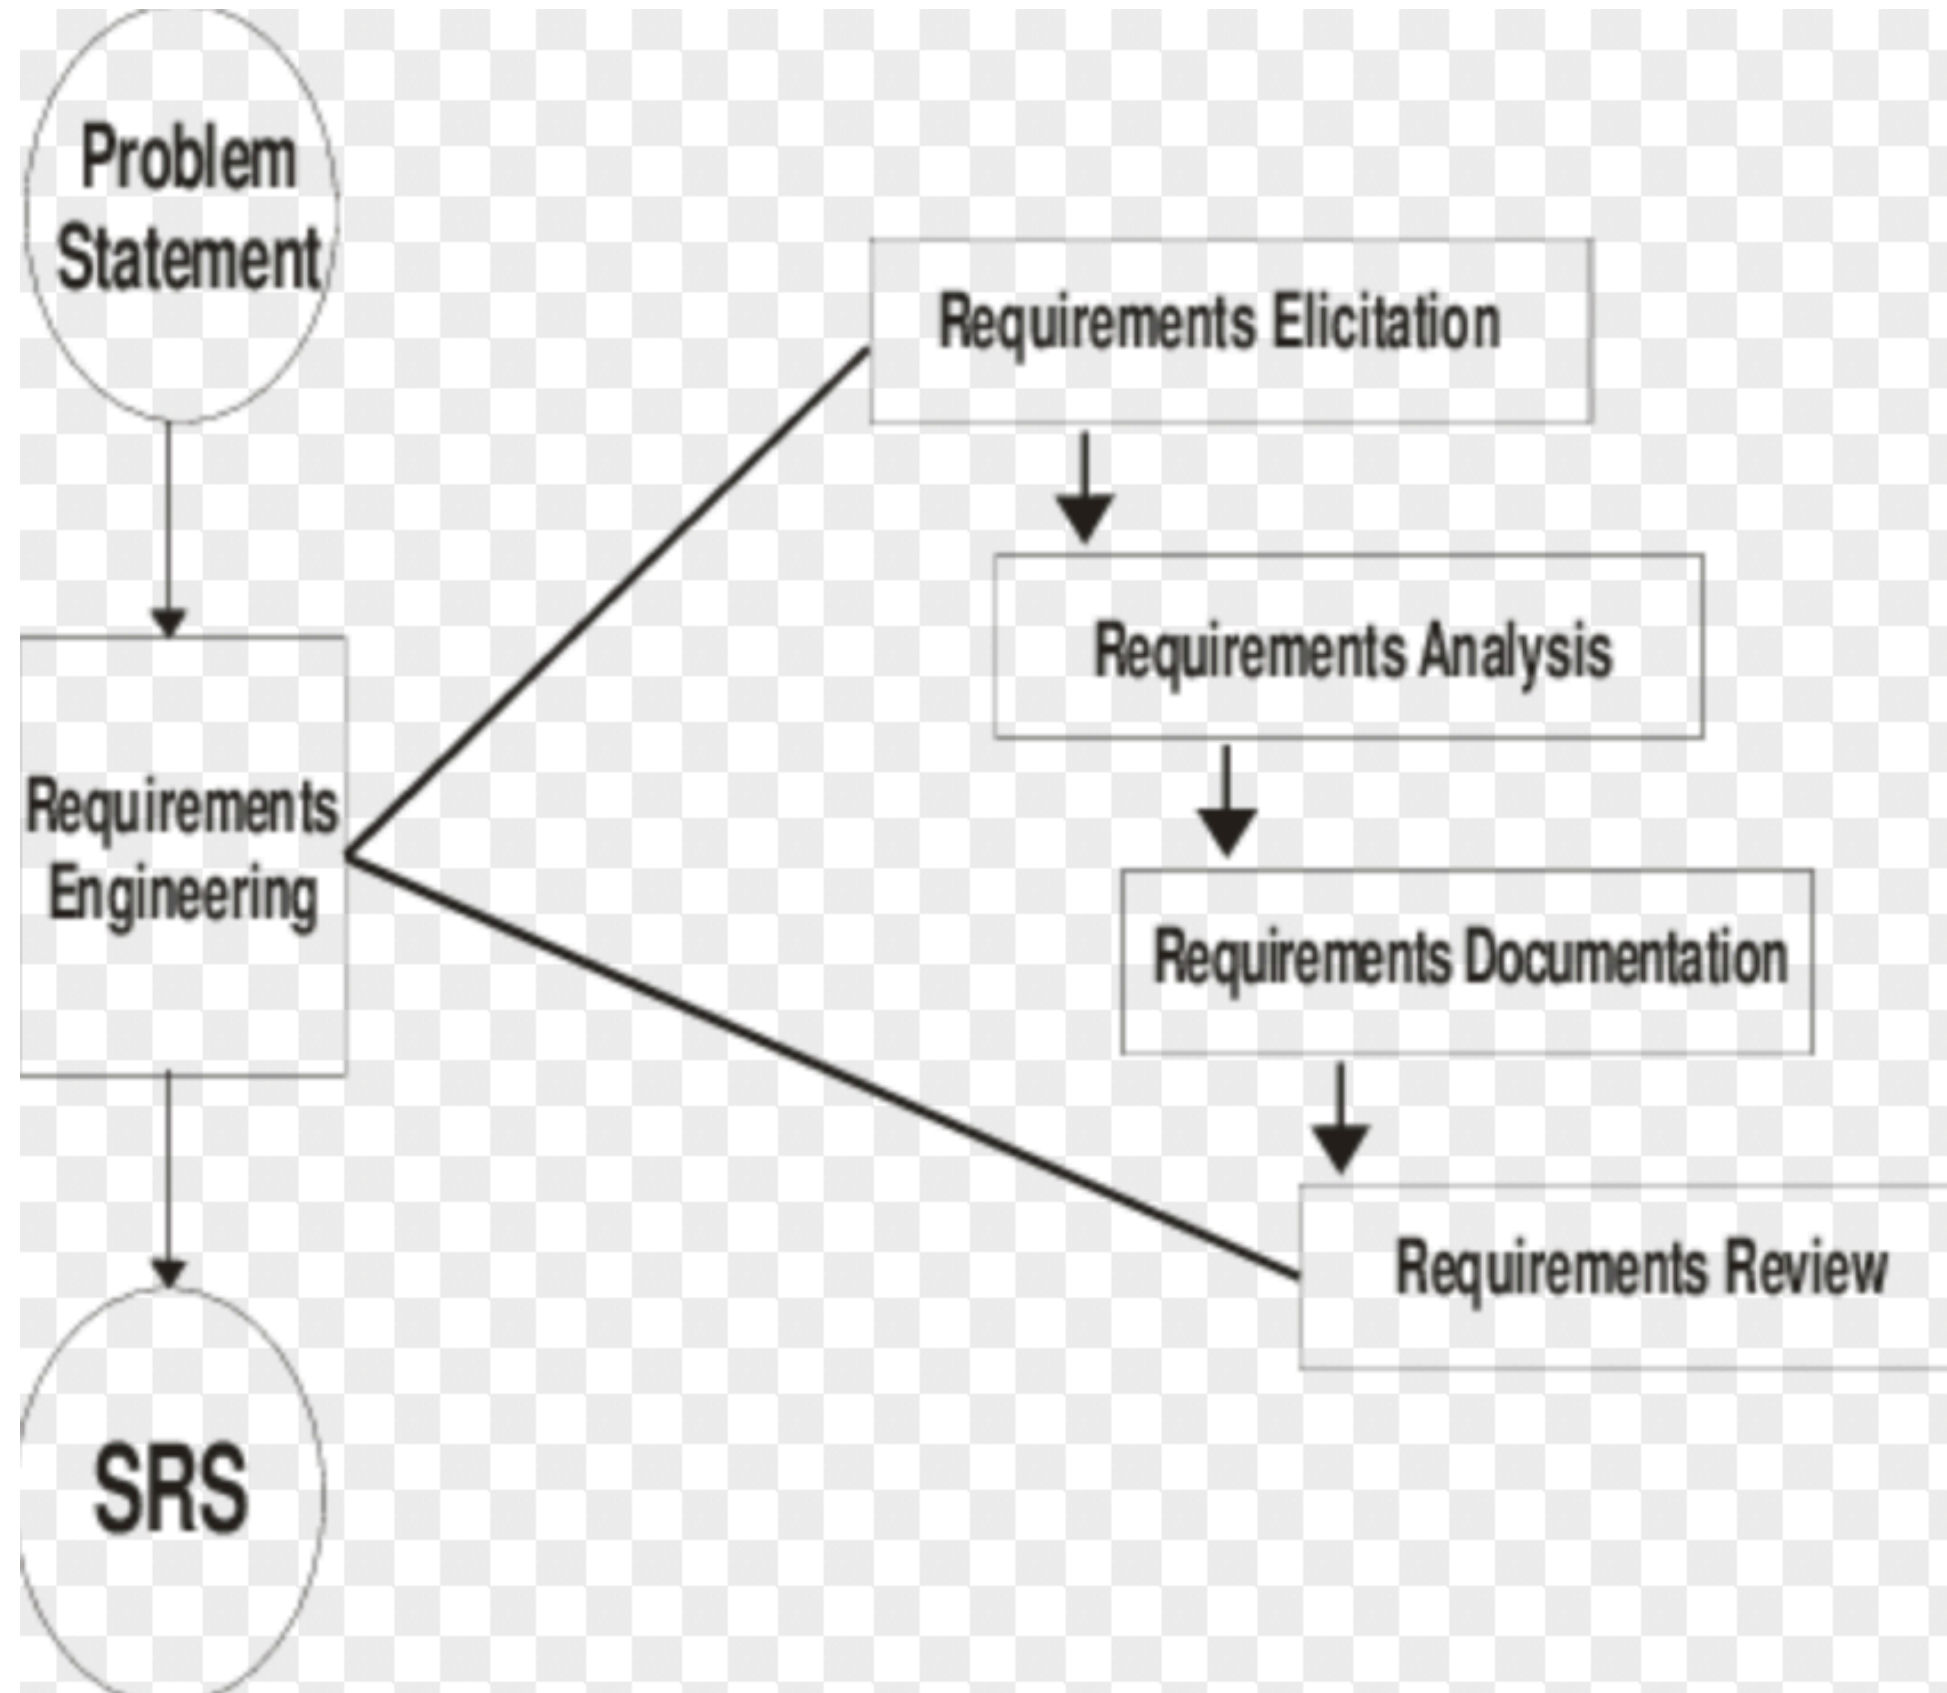 Problem
Statement
Requirements Elicitation
Requirements Analysis
Requirements
Engineering
Requirements Documentation
Requirements Review
SRS